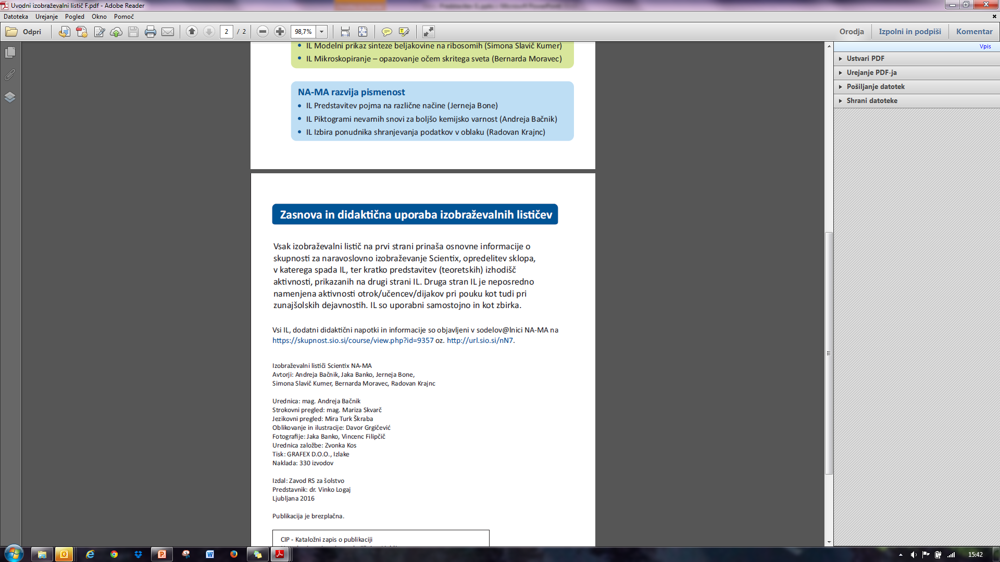 Uvodni izobraževalni listič F.pdf - Adobe Reader
Datoteka Urejanje Pogled Okno Pomoč
Odpri 2 / 2 98,7% Orodja Izpolni in podpiši Komentar
Vpis
Ustvari PDF
Urejanje PDF-ja
Pošiljanje datotek
Shrani datoteke
• IL Modelni prikaz sinteze beljakovine na ribosomih (Simona Slavič Kumer)
• IL Mikroskopiranje – opazovanje očem skritega sveta (Bernarda Moravec)
NA-MA razvija pismenost
• IL Predstavitev pojma na različne načine (Jerneja Bone)
• IL Piktogrami nevarnih snovi za boljšo kemijsko varnost (Andreja Bačnik)
• IL Izbira ponudnika shranjevanja podatkov v oblaku (Radovan Krajnc)
Zasnova in didaktična uporaba izobraževalnih lističev
Vsak izobraževalni listič na prvi strani prinaša osnovne informacije o
skupnosti za naravoslovno izobraževanje Scientix, opredelitev sklopa,
v katerega spada IL, ter kratko predstavitev (teoretskih) izhodišč
aktivnosti, prikazanih na drugi strani IL. Druga stran IL je neposredno
namenjena aktivnosti otrok/učencev/dijakov pri pouku kot tudi pri
zunajšolskih dejavnostih. IL so uporabni samostojno in kot zbirka.
Vsi IL, dodatni didaktični napotki in informacije so objavljeni v sodelov@lnici NA-MA na
https://skupnost.sio.si/course/view.php?id=9357 oz. http://url.sio.si/nN7.
Izobraževalni lističi Scientix NA-MA
Avtorji: Andreja Bačnik, Jaka Banko, Jerneja Bone,
Simona Slavič Kumer, Bernarda Moravec, Radovan Krajnc
Urednica: mag. Andreja Bačnik
Strokovni pregled: mag. Mariza Skvarč
Jezikovni pregled: Mira Turk Škraba
Oblikovanje in ilustracije: Davor Grgičević
Fotografije: Jaka Banko, Vincenc Filipčič
Urednica založbe: Zvonka Kos
Tisk: GRAFEX D.O.O., Izlake
Naklada: 330 izvodov
Izdal: Zavod RS za šolstvo
Predstavnik: dr. Vinko Logaj
Ljubljana 2016
Publikacija je brezplačna.
CIP - Kataložni zapis o publikaciji
15:42